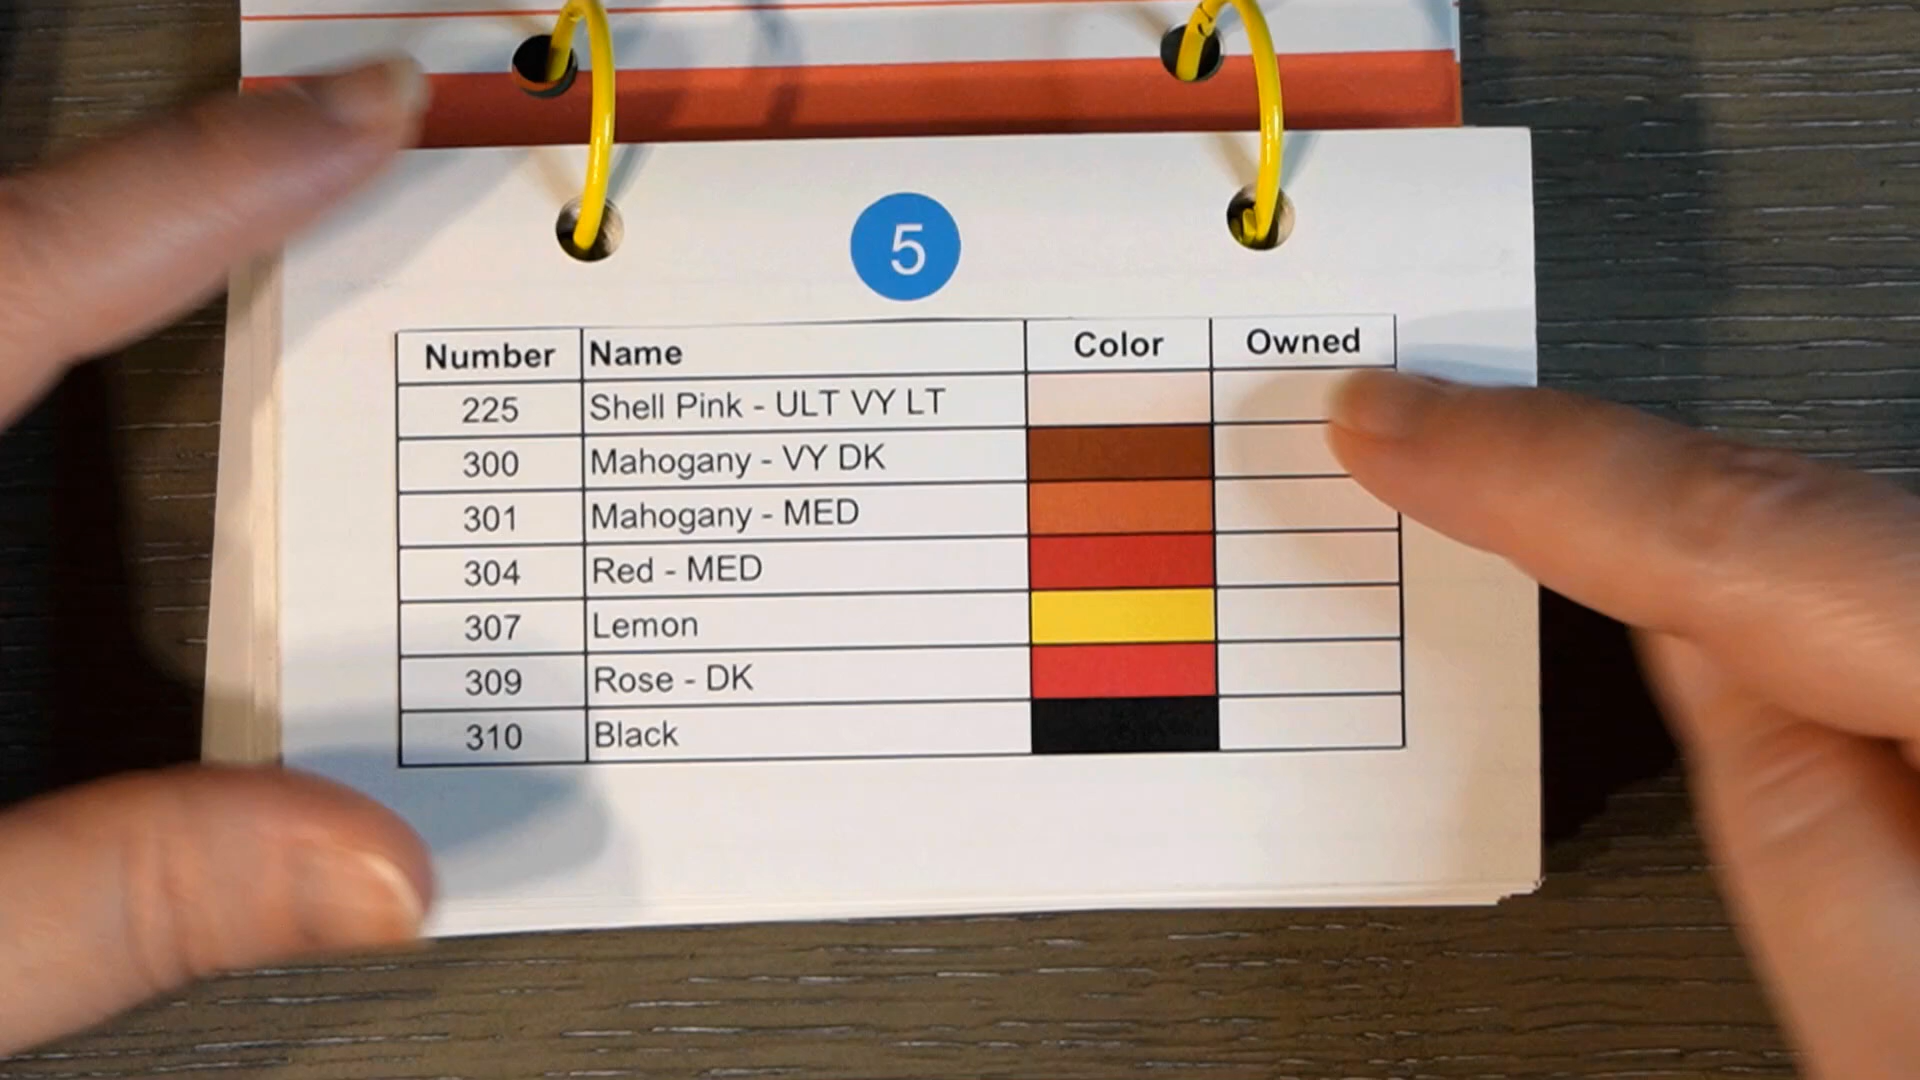 5
Number Name Color Owned
225 Shell Pink - ULT VY LT
300 Mahogany - VY DK
301 Mahogany - MED
304 Red - MED
307 Lemon
309 Rose - DK
310 Black